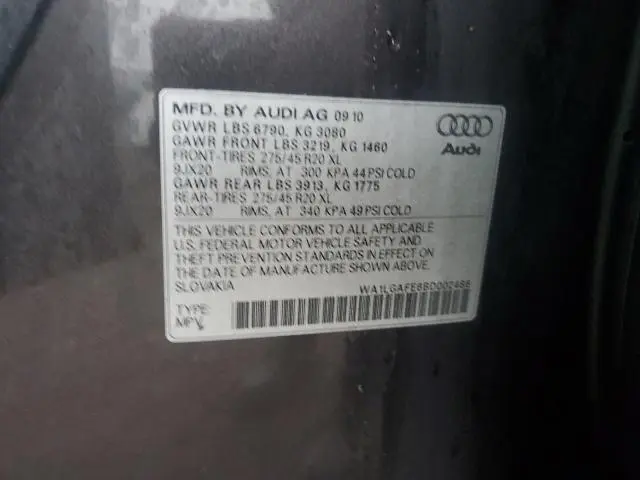 MFD. BY AUDI AG 09 10
GVWR LBS 6790, KG 3080
GAWR FRONT LBS 3219, KG 1460
FRONT-TIRES 275/45 R20 XL
9JX20 RIMS, AT 300 KPA 44 PSI COLD
GAWR REAR LBS 3913, KG 1775
REAR-TIRES 275/45 R20 XL
9JX20 RIMS, AT 340 KPA 49 PSI COLD
Audi
THIS VEHICLE CONFORMS TO ALL APPLICABLE
U.S. FEDERAL MOTOR VEHICLE SAFETY AND
THEFT PREVENTION STANDARDS IN EFFECT ON
THE DATE OF MANUFACTURE SHOWN ABOVE.
SLOVAKIA
WA1LGAFE6BD002488
TYPE:
MPV